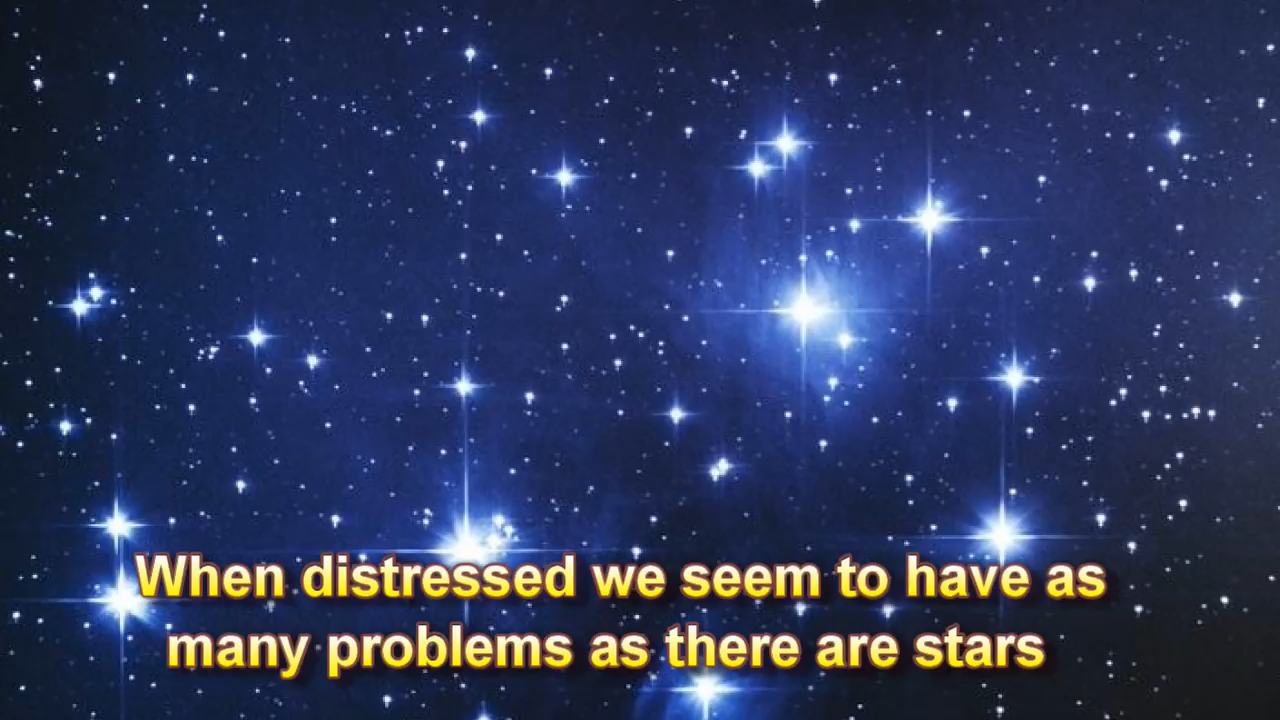 When distressed we seem to have as
many problems as there are stars